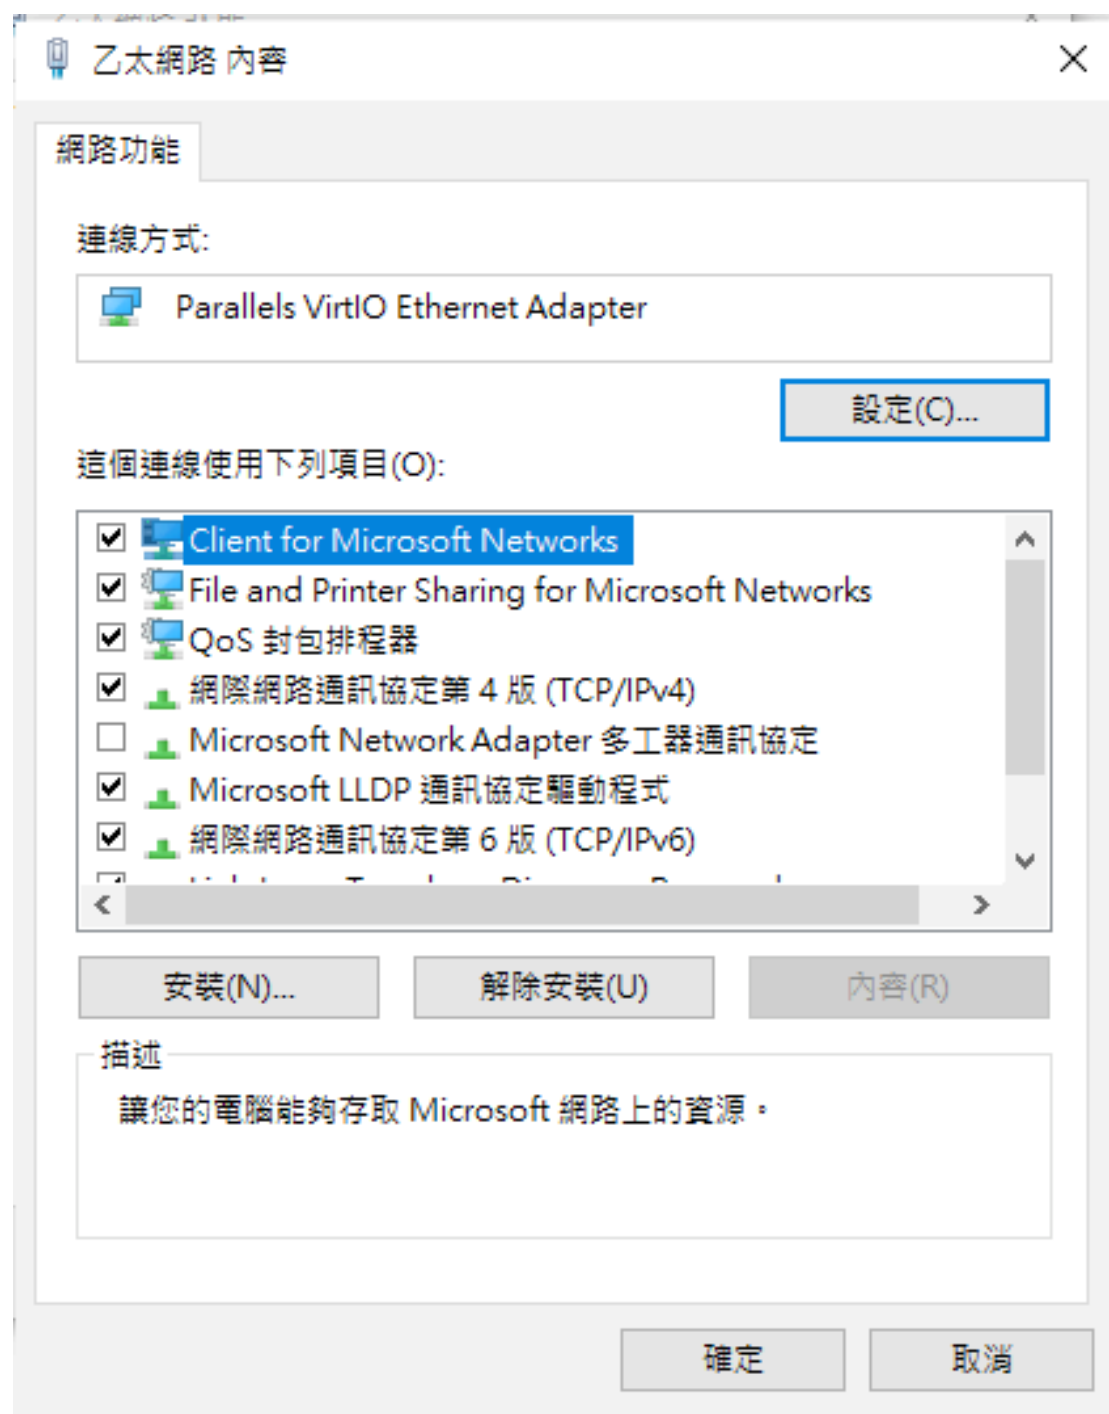 乙太網路 內容
網路功能
連線方式:
Parallels VirtIO Ethernet Adapter
設定(C)...
這個連線使用下列項目(O):
Client for Microsoft Networks
File and Printer Sharing for Microsoft Networks
QoS 封包排程器
網際網路通訊協定第 4 版 (TCP/IPv4)
Microsoft Network Adapter 多工器通訊協定
Microsoft LLDP 通訊協定驅動程式
網際網路通訊協定第 6 版 (TCP/IPv6)
安裝(N)...
解除安裝(U)
內容(R)
描述
讓您的電腦能夠存取 Microsoft 網路上的資源。
確定
取消